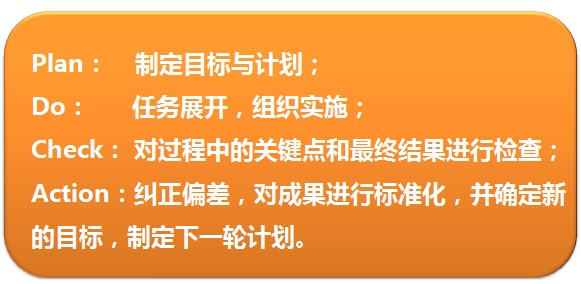 Plan： 制定目标与计划；
Do： 任务展开，组织实施；
Check： 对过程中的关键点和最终结果进行检查；
Action：纠正偏差，对成果进行标准化，并确定新
的目标，制定下一轮计划。